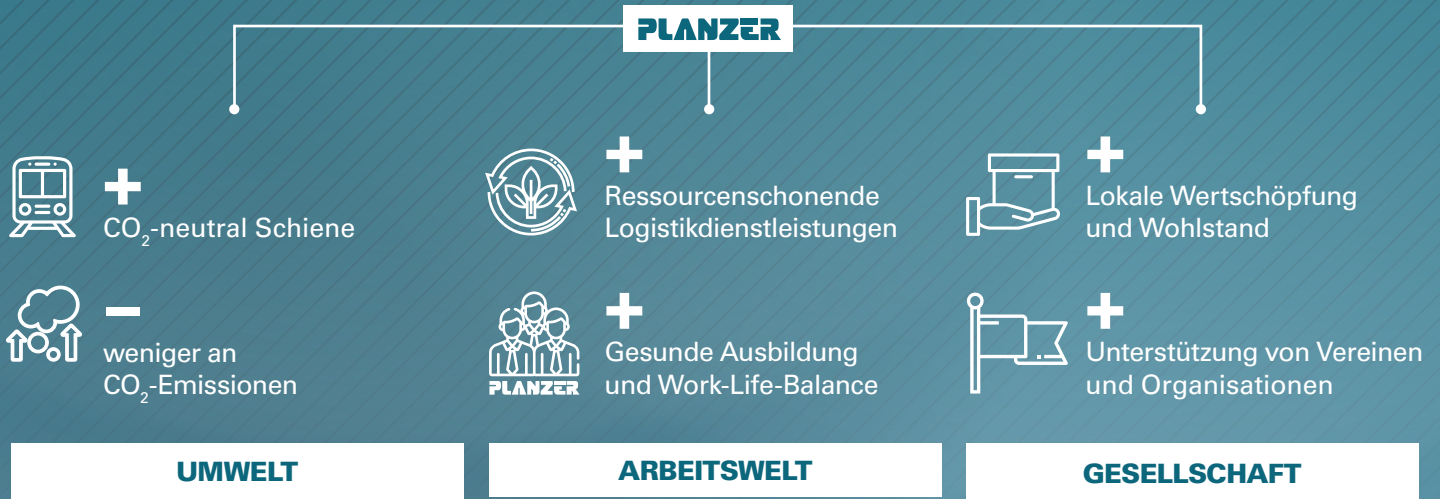 PLANZER
+
CO₂-neutral Schiene
−
weniger an
CO₂-Emissionen
UMWELT
+
Ressourcenschonende
Logistikdienstleistungen
PLANZER
+
Gesunde Ausbildung
und Work-Life-Balance
ARBEITSWELT
+
Lokale Wertschöpfung
und Wohlstand
+
Unterstützung von Vereinen
und Organisationen
GESELLSCHAFT